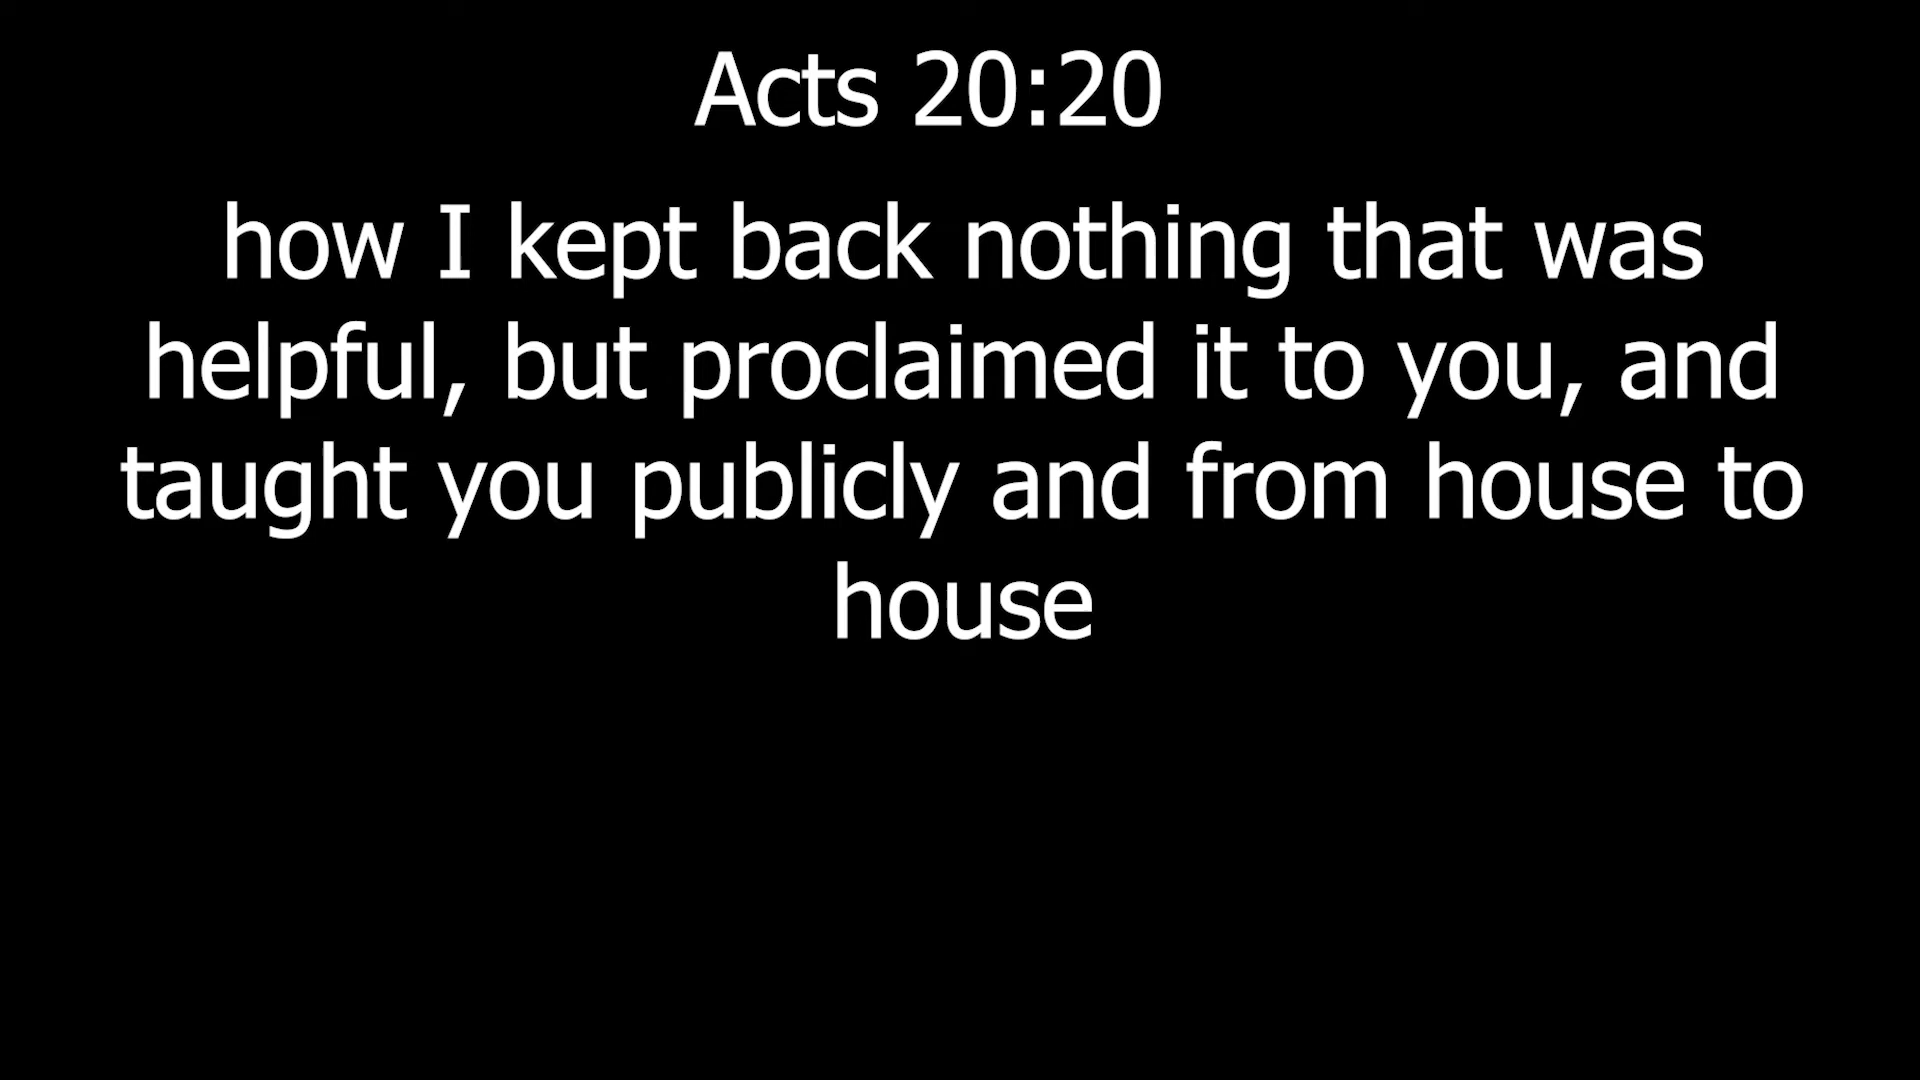 Acts 20:20
how I kept back nothing that was
helpful, but proclaimed it to you, and
taught you publicly and from house to
house